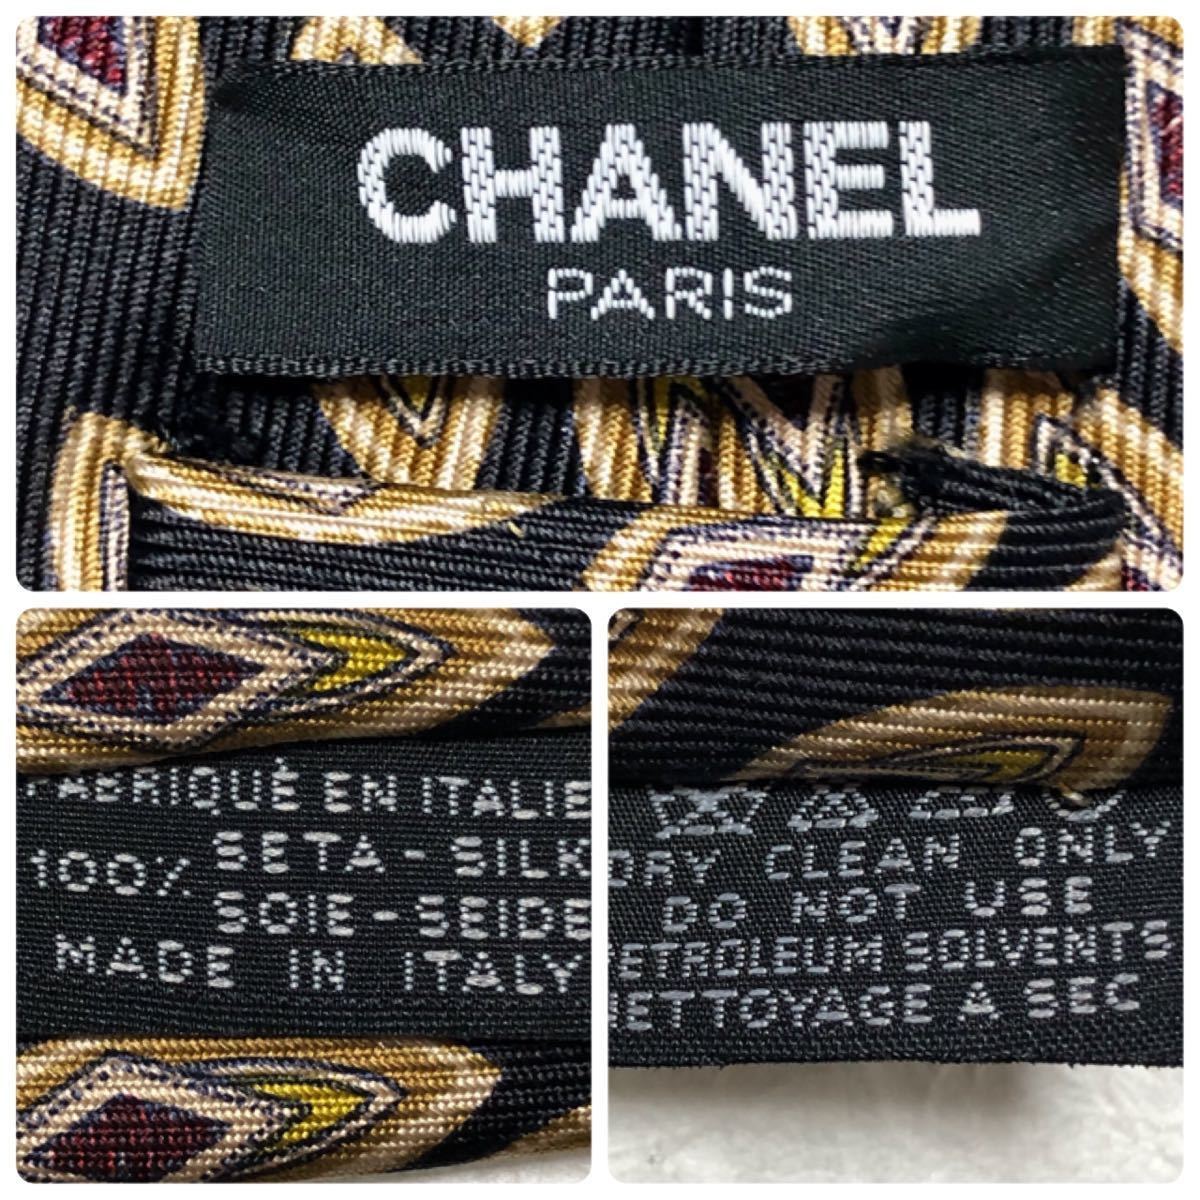 CHANEL
PARIS
FABRIQUÉ EN ITALIE
100% SETA - SILK
SOIE - SEIDE
MADE IN ITALY
DRY CLEAN ONLY
DO NOT USE
PETROLEUM SOLVENTS
NETTOYAGE A SEC